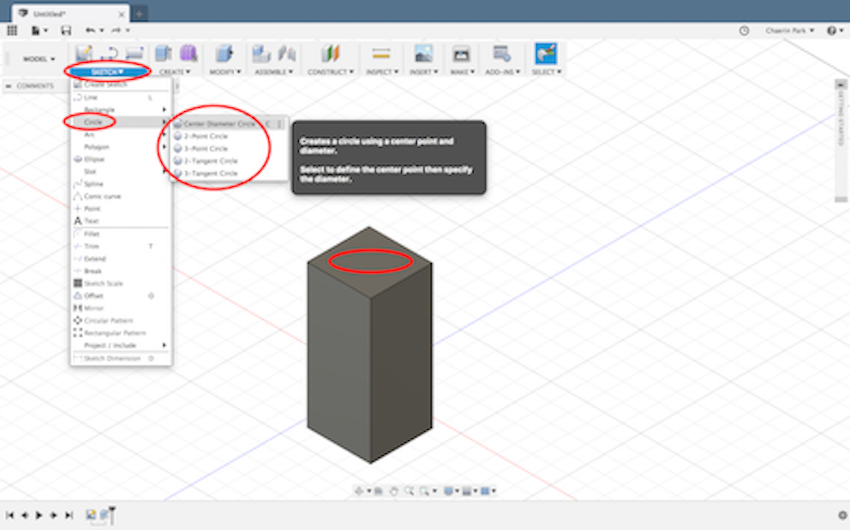 Untitled*
Chaerin Park
MODEL
SKETCH
CREATE
MODIFY
ASSEMBLE
CONSTRUCT
INSPECT
INSERT
MAKE
ADD-INS
SELECT
COMMENTS
GETTING STARTED
Create Sketch
Line L
Rectangle
Circle
Arc
Polygon
Ellipse
Slot
Spline
Conic curve
Point
Text
Fillet
Trim T
Extend
Break
Sketch Scale
Offset O
Mirror
Circular Pattern
Rectangular Pattern
Project / Include
Sketch Dimension D
Center Diameter Circle C
2-Point Circle
3-Point Circle
2-Tangent Circle
3-Tangent Circle
Creates a circle using a center point and
diameter.
Select to define the center point then specify
the diameter.